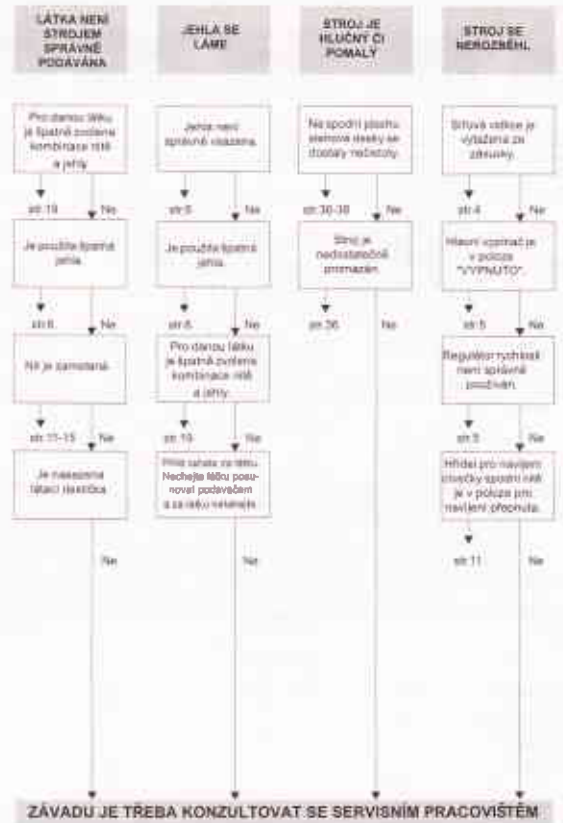 LÁTKA NENÍ
STROJEM
SPRÁVNĚ
PODÁVÁNA
Pro danou látku
je špatně zvolena
kombinace nitě
a jehly.
str.19
Ne
Je použita špatná
jehla.
str.6
Ne
Nit je zamotaná.
str.11-15
Ne
Je nasazena
látací destička.
Ne
JEHLA SE
LÁME
Jehla není
správně vsazena.
str.6
Ne
Je použita špatná
jehla.
str.6
Ne
Pro danou látku
je špatně zvolena
kombinace nitě
a jehly.
str.19
Ne
Příliš taháte za látku.
Nechejte látku posu-
novat podavačem
a za látku netahejte.
Ne
STROJ JE
HLUČNÝ ČI
POMALÝ
Na spodní plochu
stehové desky se
dostaly nečistoty.
str.36-38
Ne
Stroj je
nedostatečně
promazán.
str.36
Ne
STROJ SE
NEROZBĚHL
Síťová vidlice je
vytažena ze
zásuvky.
str.4
Ne
Hlavní vypínač je
v poloze
"VYPNUTO".
str.5
Ne
Regulátor rychlosti
není správně
používán.
str.5
Ne
Hřídel pro navíjení
cívečky spodní nitě
je v poloze pro
navíjení přepnuta.
str.11
Ne
ZÁVADU JE TŘEBA KONZULTOVAT SE SERVISNÍM PRACOVIŠTĚM